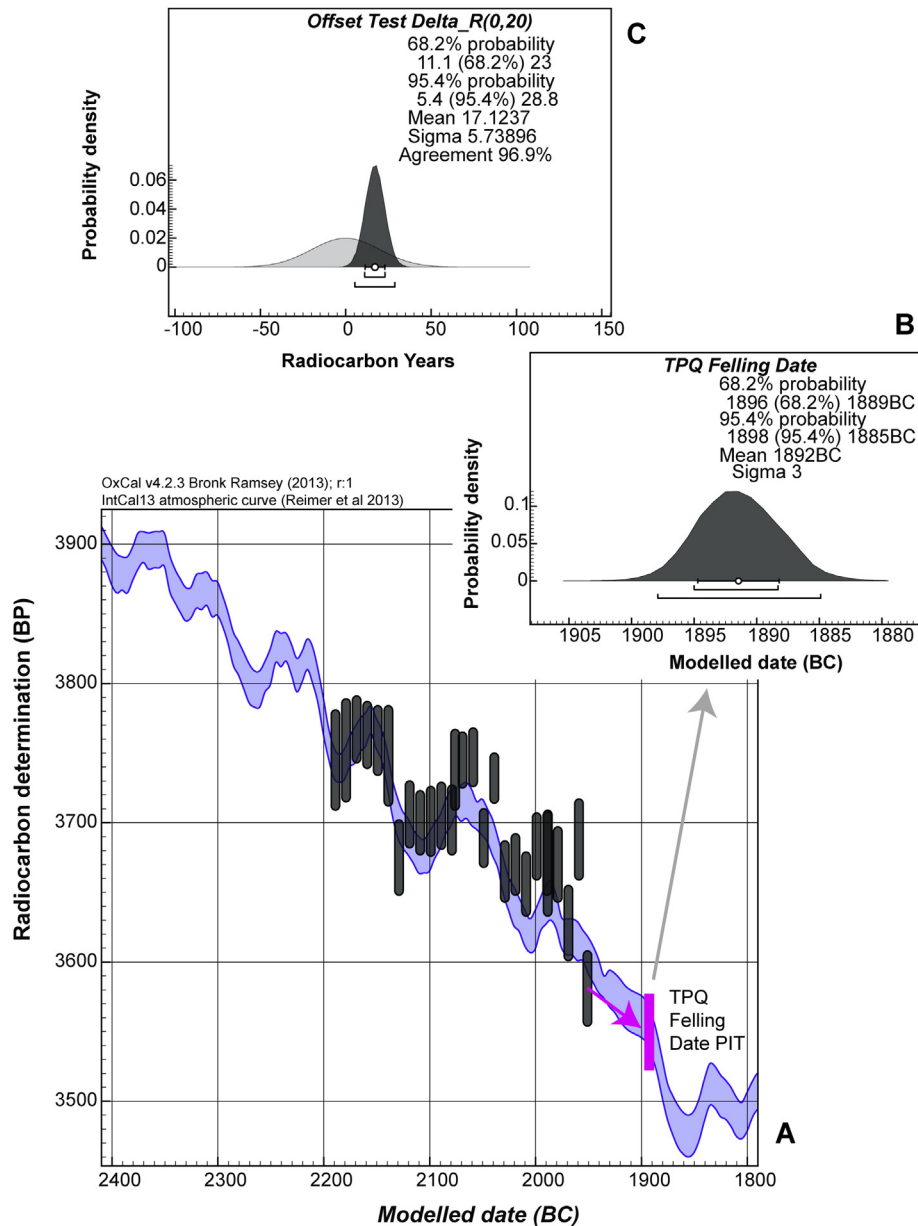 Offset Test Delta_R(0,20)
68.2% probability
11.1 (68.2%) 23
95.4% probability
5.4 (95.4%) 28.8
Mean 17.1237
Sigma 5.73896
Agreement 96.9%
C
Probability density
0.06
0.04
0.02
0
-100 -50 0 50 100 150
Radiocarbon Years
B
TPQ Felling Date
68.2% probability
1896 (68.2%) 1889BC
95.4% probability
1898 (95.4%) 1885BC
Mean 1892BC
Sigma 3
Probability density
0.1
0.05
0
1905 1900 1895 1890 1885 1880
Modelled date (BC)
OxCal v4.2.3 Bronk Ramsey (2013); r:1
IntCal13 atmospheric curve (Reimer et al 2013)
Radiocarbon determination (BP)
3900
3800
3700
3600
3500
TPQ
Felling
Date PIT
A
2400 2300 2200 2100 2000 1900 1800
Modelled date (BC)